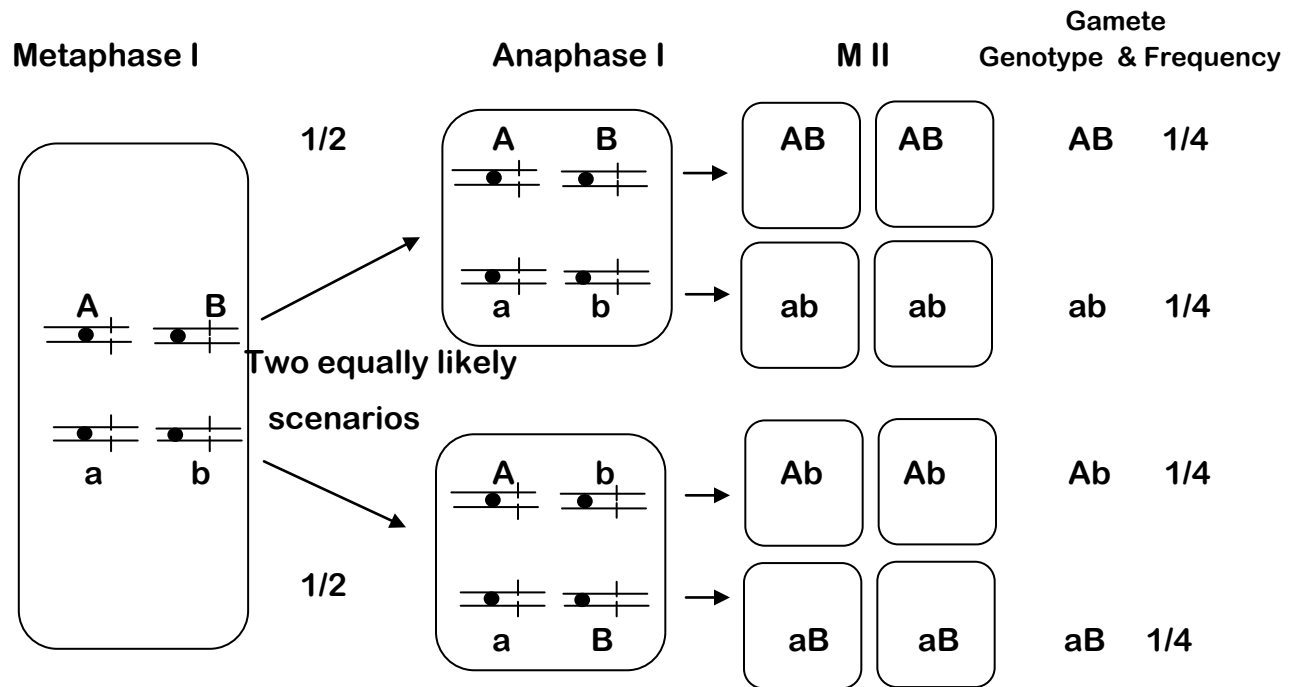 Gamete
Metaphase I Anaphase I M II Genotype & Frequency
1/2 A B AB AB AB 1/4
A B a b ab ab ab 1/4
Two equally likely
scenarios
a b A b Ab Ab Ab 1/4
1/2
a B aB aB aB 1/4